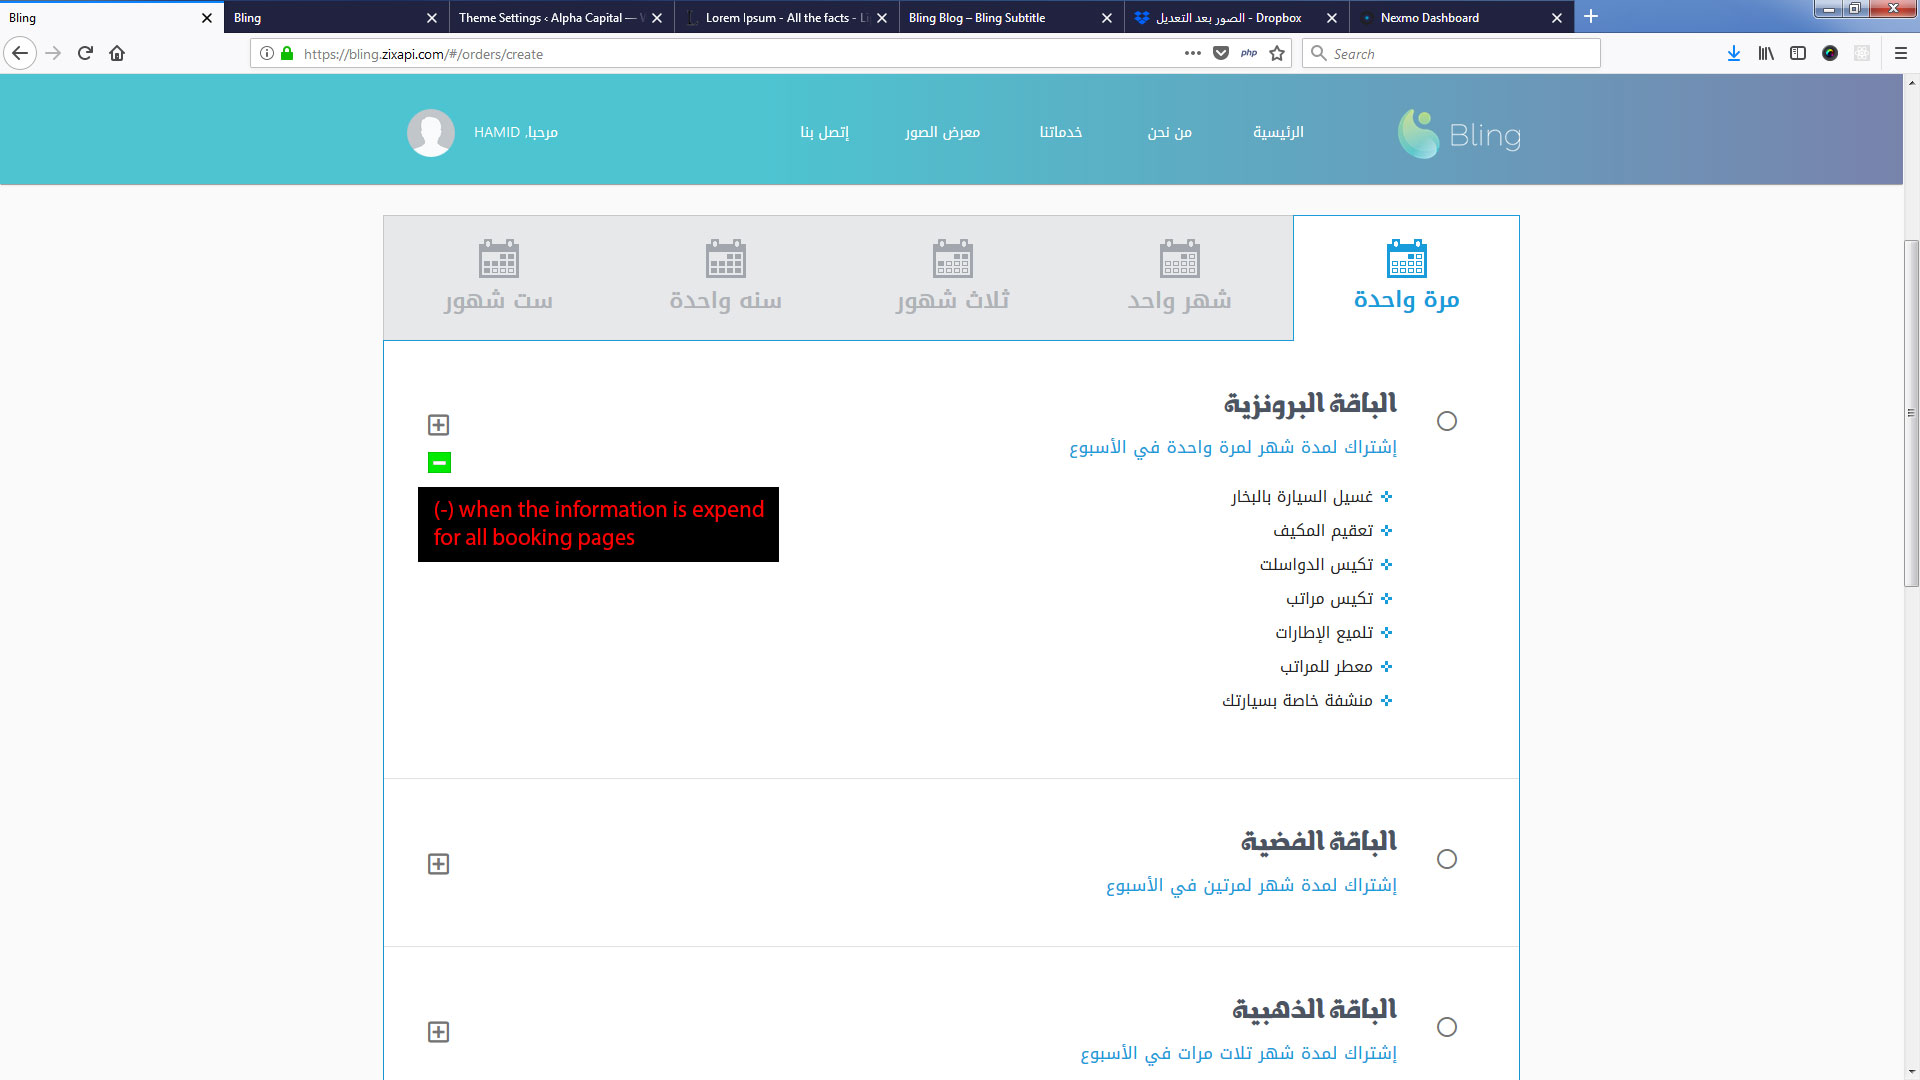 Bling
Bling
Theme Settings ‹ Alpha Capital —
Lorem Ipsum - All the facts -
Bling Blog – Bling Subtitle
الصور بعد التعديل - Dropbox
Nexmo Dashboard
https://bling.zixapi.com/#/orders/create
php
Search
Bling
الرئيسية
من نحن
خدماتنا
معرض الصور
إتصل بنا
مرحبا, HAMID
مرة واحدة
شهر واحد
ثلاث شهور
سنه واحدة
ست شهور
الباقة البرونزية
إشتراك لمدة شهر لمرة واحدة في الأسبوع
(-) when the information is expend
for all booking pages
غسيل السيارة بالبخار
تعقيم المكيف
تكيس الدواسلت
تكيس مراتب
تلميع الإطارات
معطر للمراتب
منشفة خاصة بسيارتك
الباقة الفضية
إشتراك لمدة شهر لمرتين في الأسبوع
الباقة الذهبية
إشتراك لمدة شهر تلات مرات في الأسبوع